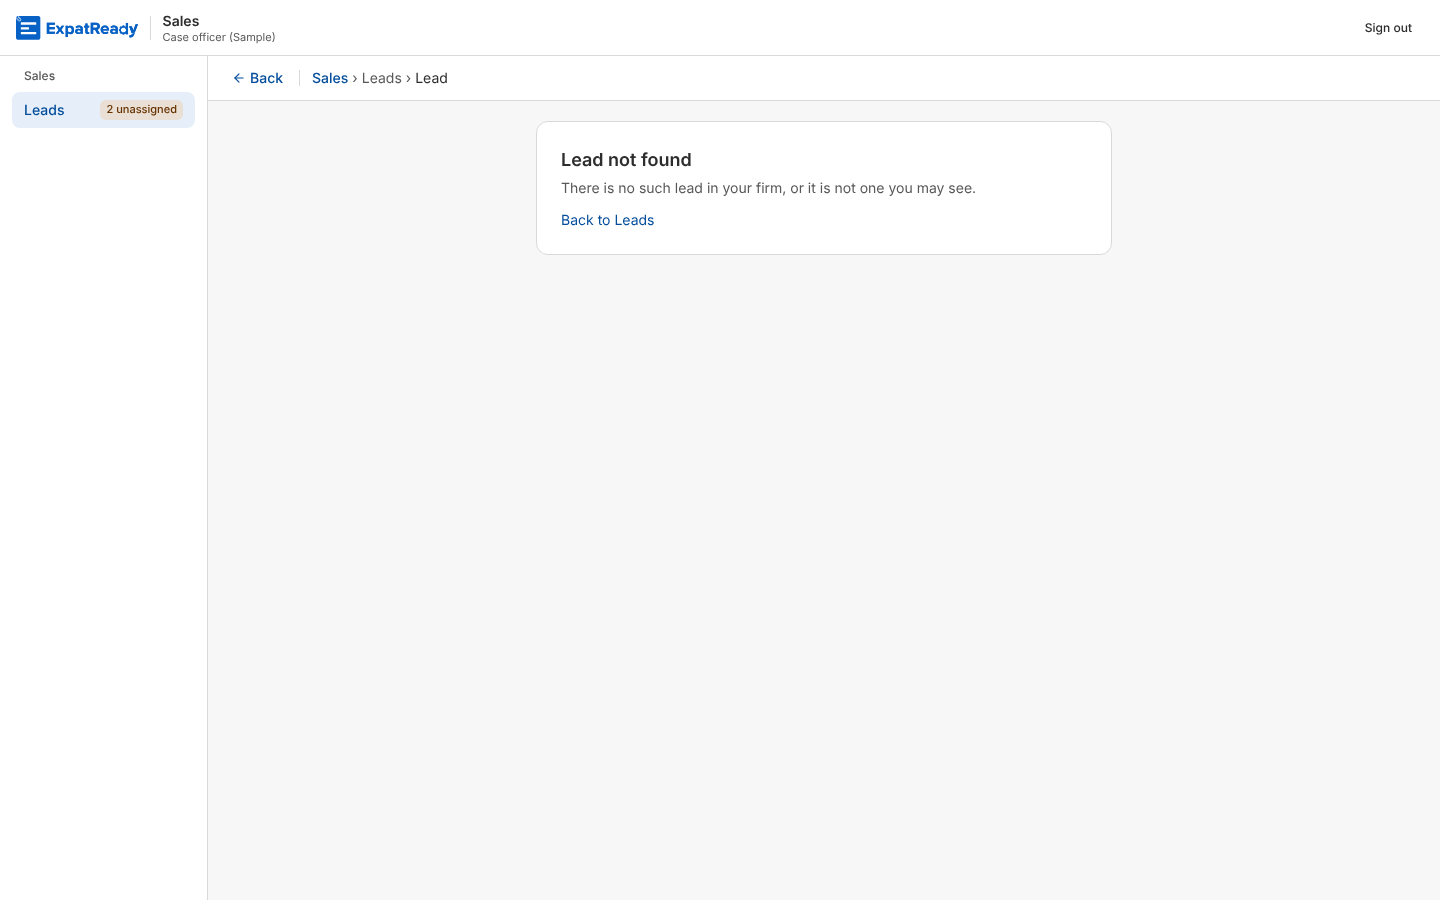 ExpatReady
Sales
Case officer (Sample)
Sign out
Sales
Leads
2 unassigned
← Back
Sales › Leads › Lead
Lead not found
There is no such lead in your firm, or it is not one you may see.
Back to Leads